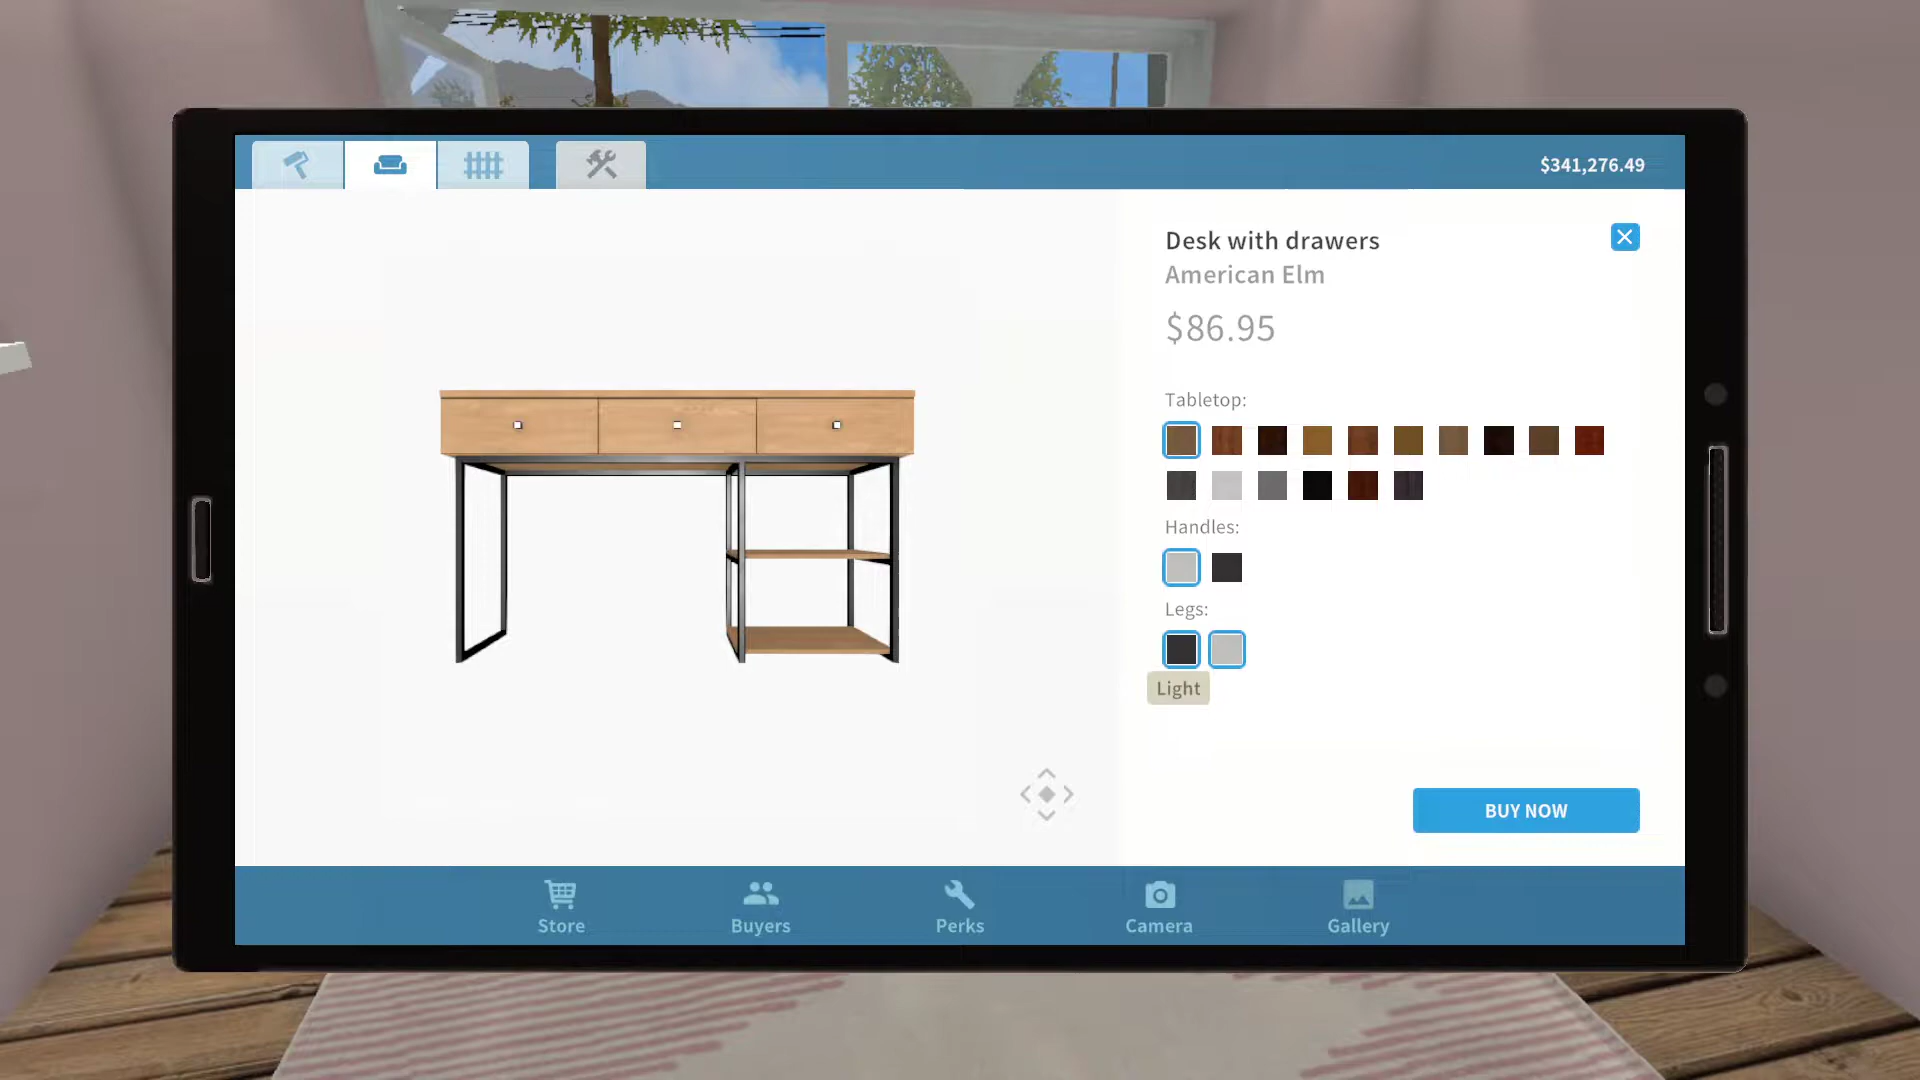 $341,276.49
Desk with drawers
American Elm
$86.95
Tabletop:
Handles:
Legs:
Light
BUY NOW
Store
Buyers
Perks
Camera
Gallery